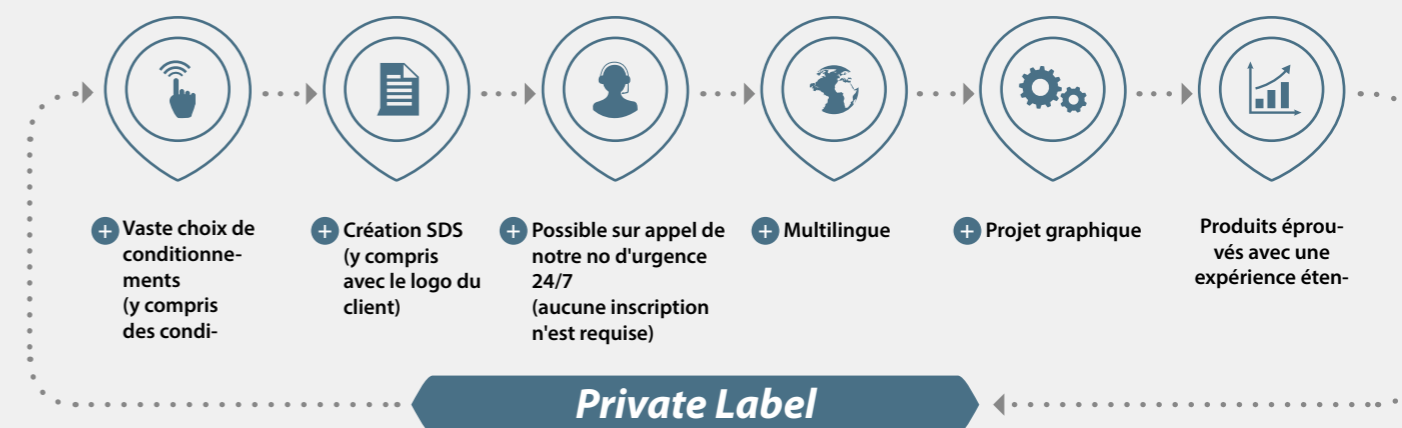 Vaste choix de
conditionne-
ments
(y compris
des condi-
Création SDS
(y compris
avec le logo du
client)
Possible sur appel de
notre no d'urgence
24/7
(aucune inscription
n'est requise)
Multilingue
Projet graphique
Produits éprou-
vés avec une
expérience éten-
Private Label